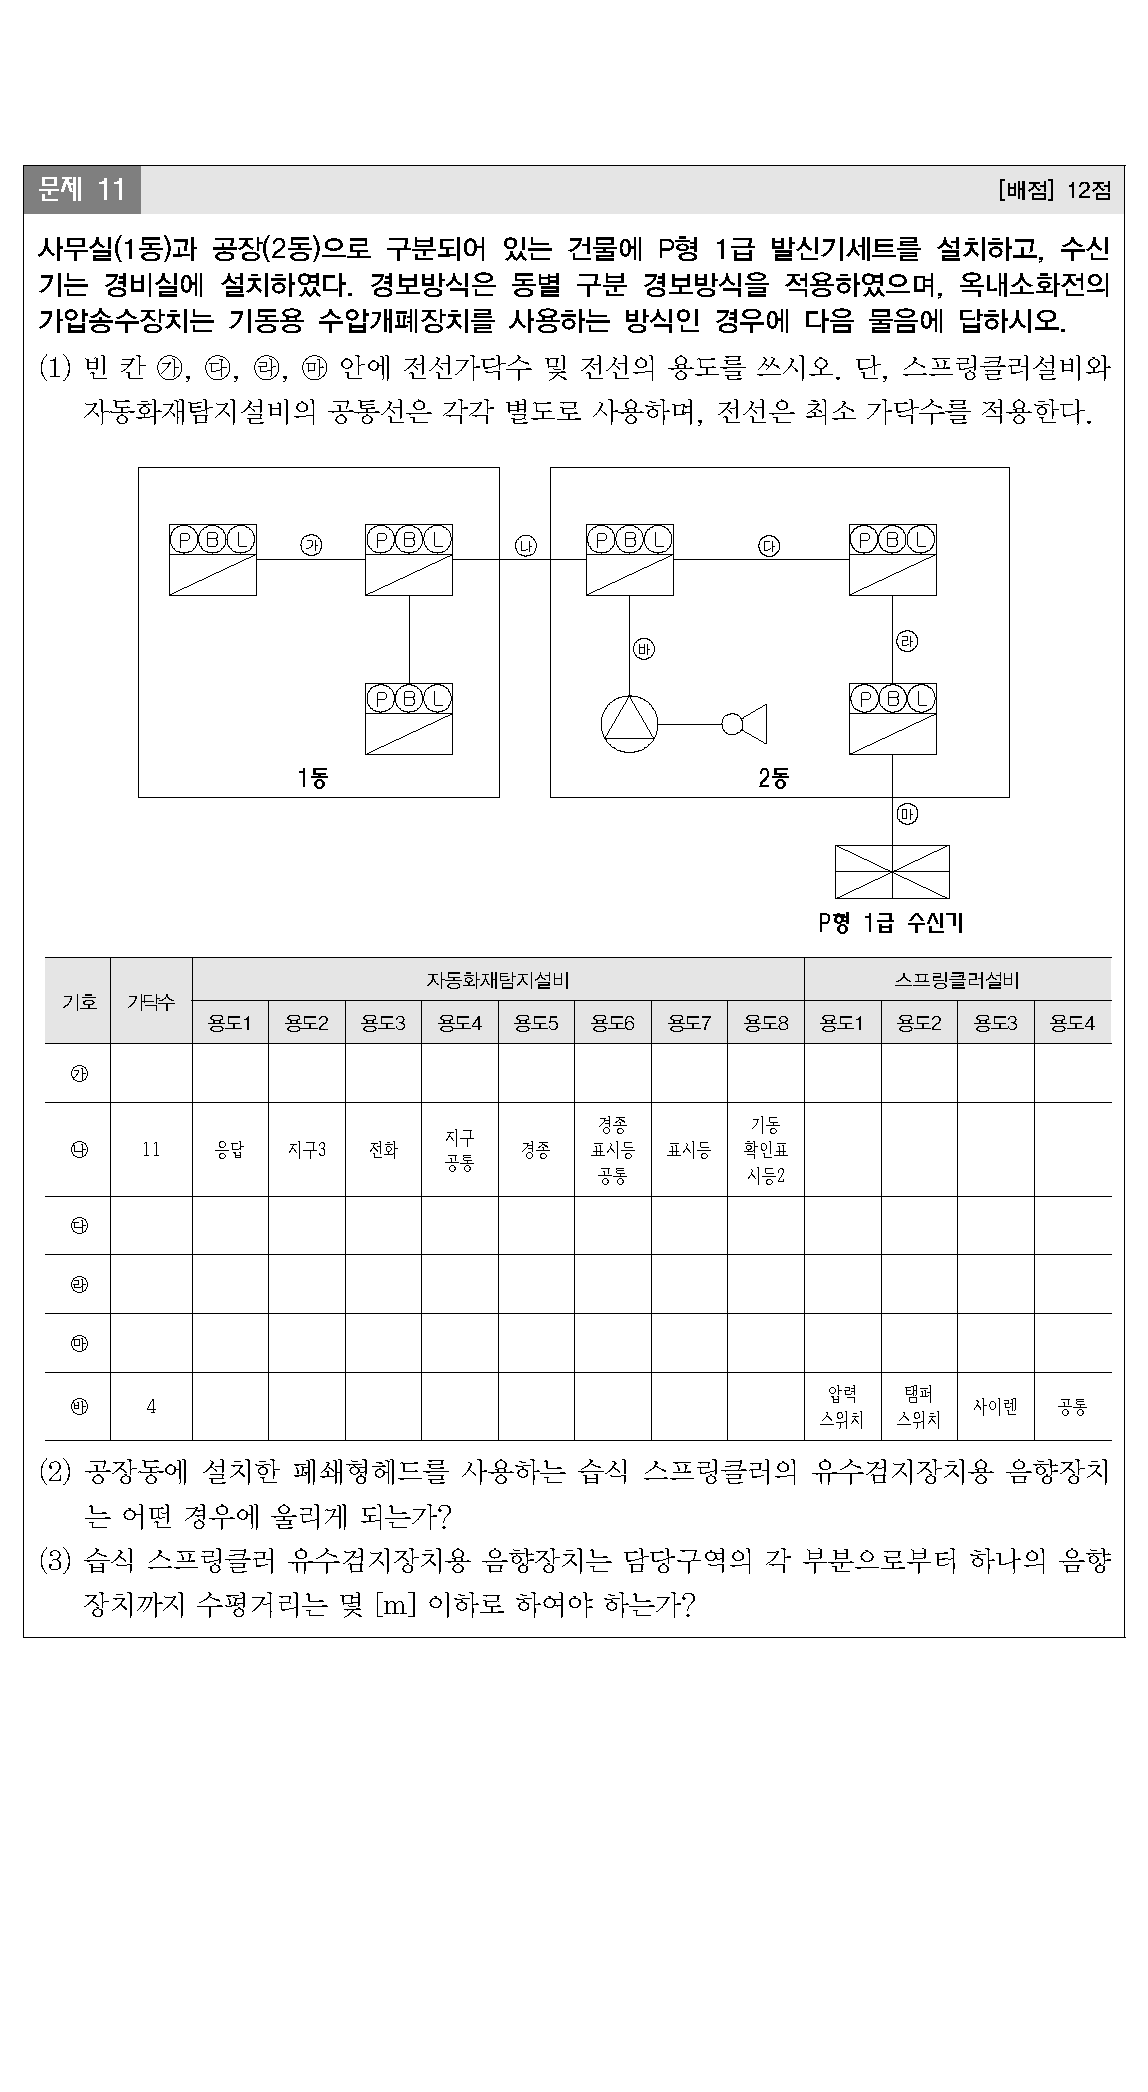 문제 11 [배점] 12점
사무실(1동)과 공장(2동)으로 구분되어 있는 건물에 P형 1급 발신기세트를 설치하고, 수신
기는 경비실에 설치하였다. 경보방식은 동별 구분 경보방식을 적용하였으며, 옥내소화전의
가압송수장치는 기동용 수압개폐장치를 사용하는 방식인 경우에 다음 물음에 답하시오.
(1) 빈 칸 ㉮, ㉰, ㉱, ㉲ 안에 전선가닥수 및 전선의 용도를 쓰시오. 단, 스프링클러설비와
자동화재탐지설비의 공통선은 각각 별도로 사용하며, 전선은 최소 가닥수를 적용한다.
P B L ㉮ P B L ㉯ P B L ㉰ P B L
㉳ ㉱
P B L P B L
1동 2동
㉲
P형 1급 수신기
기호 가닥수 자동화재탐지설비 스프링클러설비
용도1 용도2 용도3 용도4 용도5 용도6 용도7 용도8 용도1 용도2 용도3 용도4
㉮
㉯ 11 응답 지구3 전화 지구 공통 경종 경종 표시등 공통 표시등 기동 확인표 시등2
㉰
㉱
㉲
㉳ 4 압력 스위치 탬퍼 스위치 사이렌 공통
(2) 공장동에 설치한 폐쇄형헤드를 사용하는 습식 스프링클러의 유수검지장치용 음향장치
는 어떤 경우에 울리게 되는가?
(3) 습식 스프링클러 유수검지장치용 음향장치는 담당구역의 각 부분으로부터 하나의 음향
장치까지 수평거리는 몇 [m] 이하로 하여야 하는가?